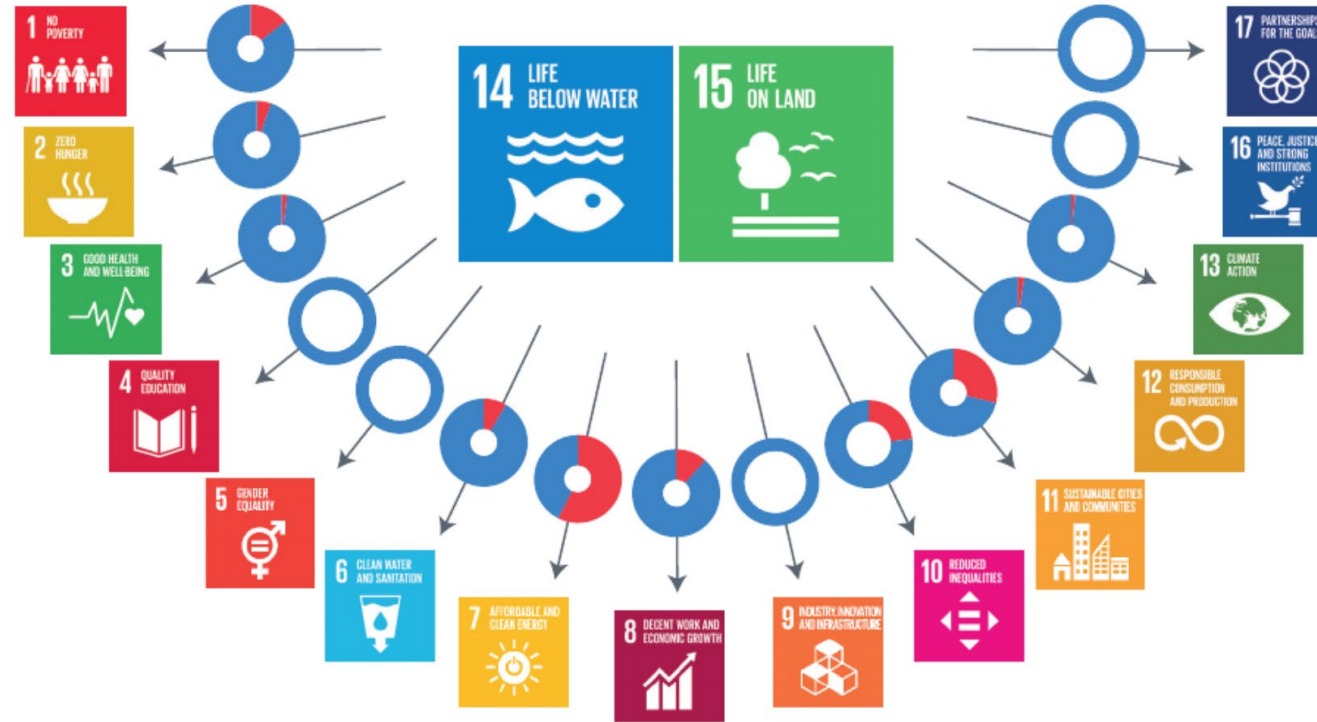 1 NO
POVERTY
2 ZERO
HUNGER
3 GOOD HEALTH
AND WELL-BEING
4 QUALITY
EDUCATION
5 GENDER
EQUALITY
6 CLEAN WATER
AND SANITATION
7 AFFORDABLE AND
CLEAN ENERGY
8 DECENT WORK AND
ECONOMIC GROWTH
9 INDUSTRY, INNOVATION
AND INFRASTRUCTURE
10 REDUCED
INEQUALITIES
11 SUSTAINABLE CITIES
AND COMMUNITIES
12 RESPONSIBLE
CONSUMPTION
AND PRODUCTION
13 CLIMATE
ACTION
14 LIFE
BELOW WATER
15 LIFE
ON LAND
16 PEACE, JUSTICE
AND STRONG
INSTITUTIONS
17 PARTNERSHIPS
FOR THE GOALS